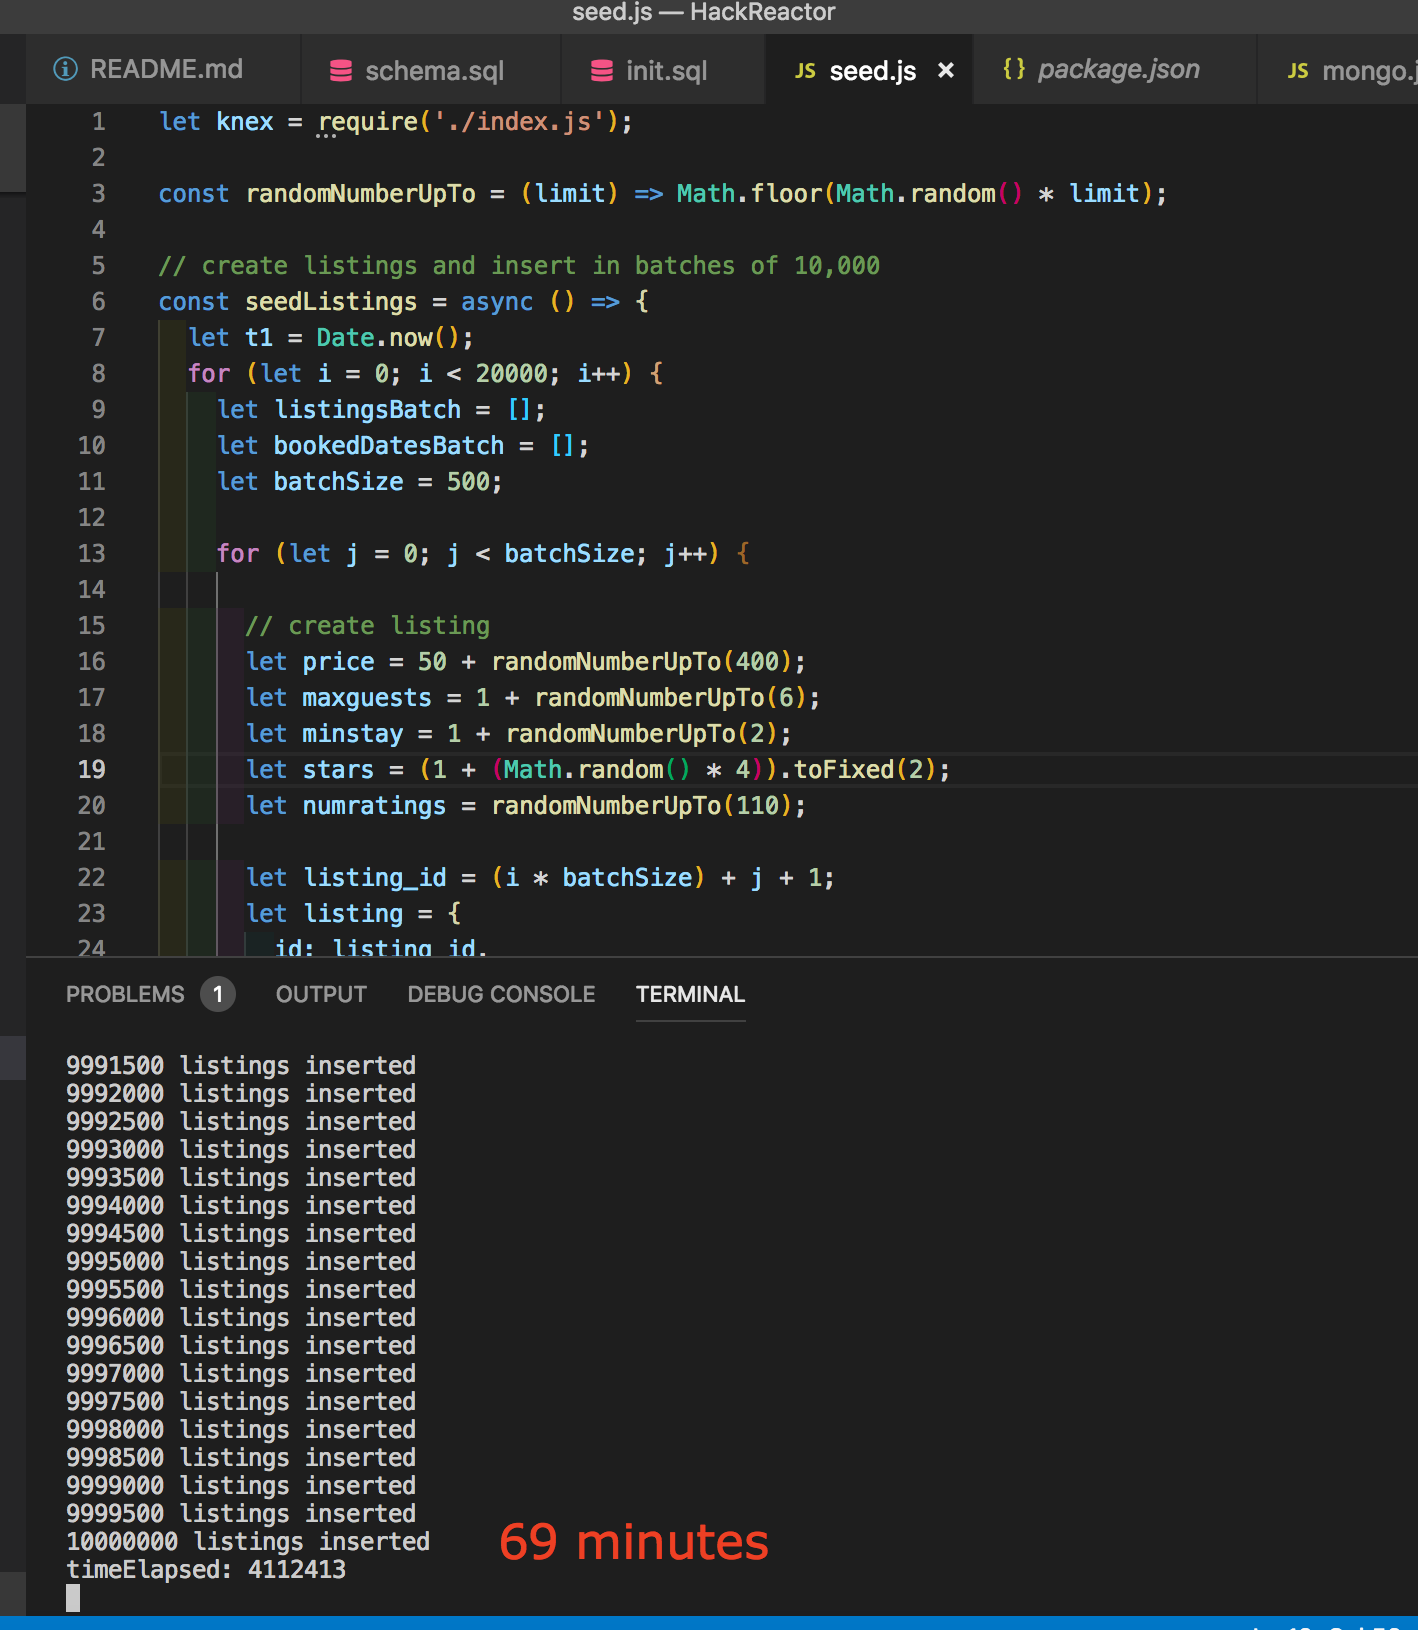 seed.js — HackReactor
README.md schema.sql init.sql JS seed.js × {} package.json JS
1 let knex = require('./index.js');
2
3 const randomNumberUpTo = (limit) => Math.floor(Math.random() * limit);
4
5 // create listings and insert in batches of 10,000
6 const seedListings = async () => {
7 let t1 = Date.now();
8 for (let i = 0; i < 20000; i++) {
9 let listingsBatch = [];
10 let bookedDatesBatch = [];
11 let batchSize = 500;
12
13 for (let j = 0; j < batchSize; j++) {
14
15 // create listing
16 let price = 50 + randomNumberUpTo(400);
17 let maxguests = 1 + randomNumberUpTo(6);
18 let minstay = 1 + randomNumberUpTo(2);
19 let stars = (1 + (Math.random() * 4)).toFixed(2);
20 let numratings = randomNumberUpTo(110);
21
22 let listing_id = (i * batchSize) + j + 1;
23 let listing = {
24 id: listing_id,
PROBLEMS 1 OUTPUT DEBUG CONSOLE TERMINAL
9991500 listings inserted
9992000 listings inserted
9992500 listings inserted
9993000 listings inserted
9993500 listings inserted
9994000 listings inserted
9994500 listings inserted
9995000 listings inserted
9995500 listings inserted
9996000 listings inserted
9996500 listings inserted
9997000 listings inserted
9997500 listings inserted
9998000 listings inserted
9998500 listings inserted
9999000 listings inserted
9999500 listings inserted
10000000 listings inserted
69 minutes
timeElapsed: 4112413